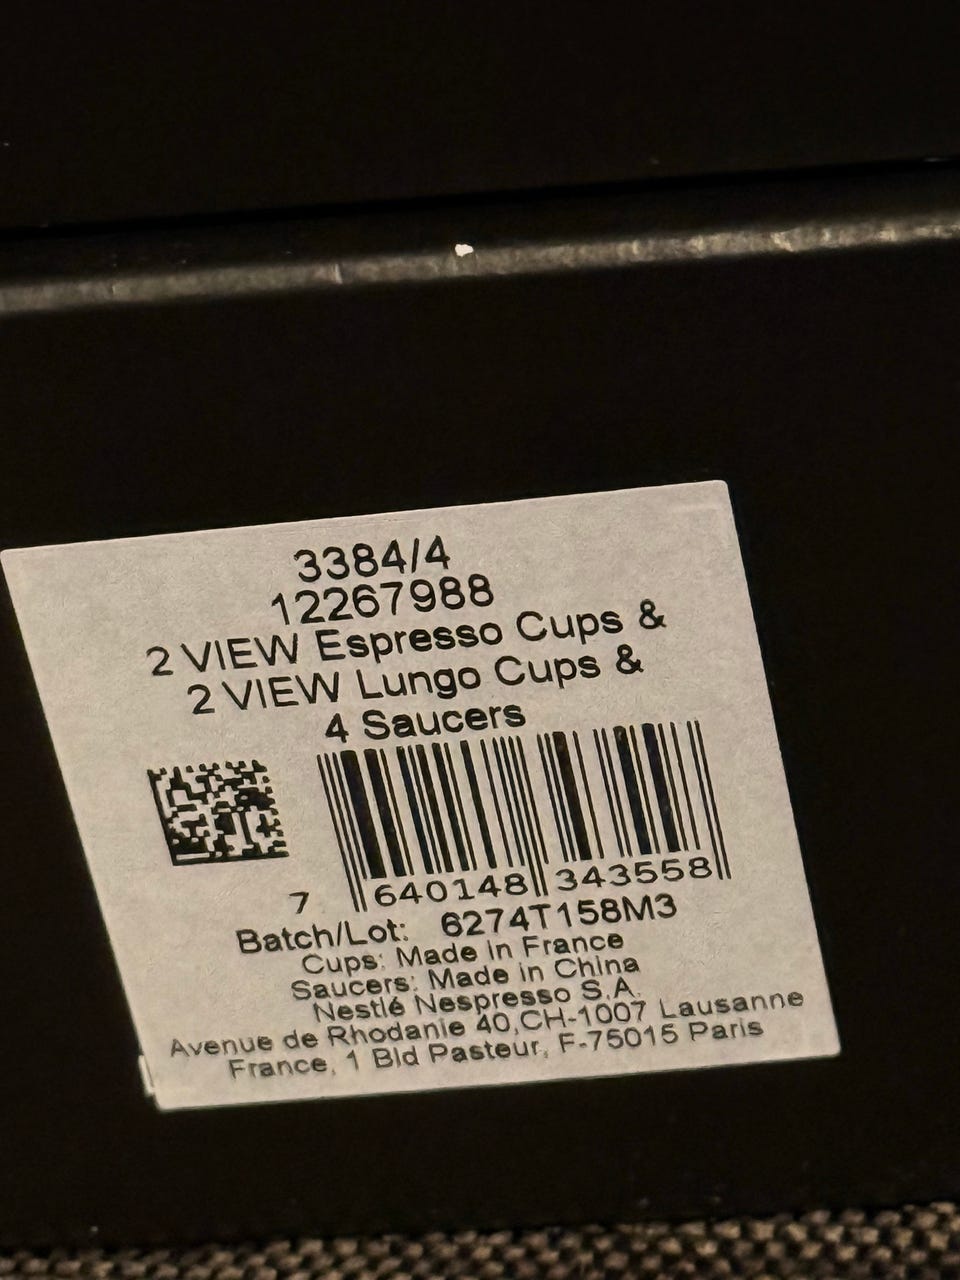 3384/4
12267988
2 VIEW Espresso Cups &
2 VIEW Lungo Cups &
4 Saucers
7 640148 343558
Batch/Lot: 6274T158M3
Cups: Made in France
Saucers: Made in China
Nestlé Nespresso S.A.
Avenue de Rhodanie 40,CH-1007 Lausanne
France, 1 Bld Pasteur, F-75015 Paris